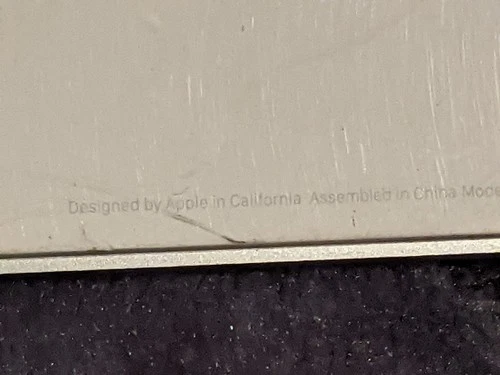 Designed by Apple in California Assembled in China Mode